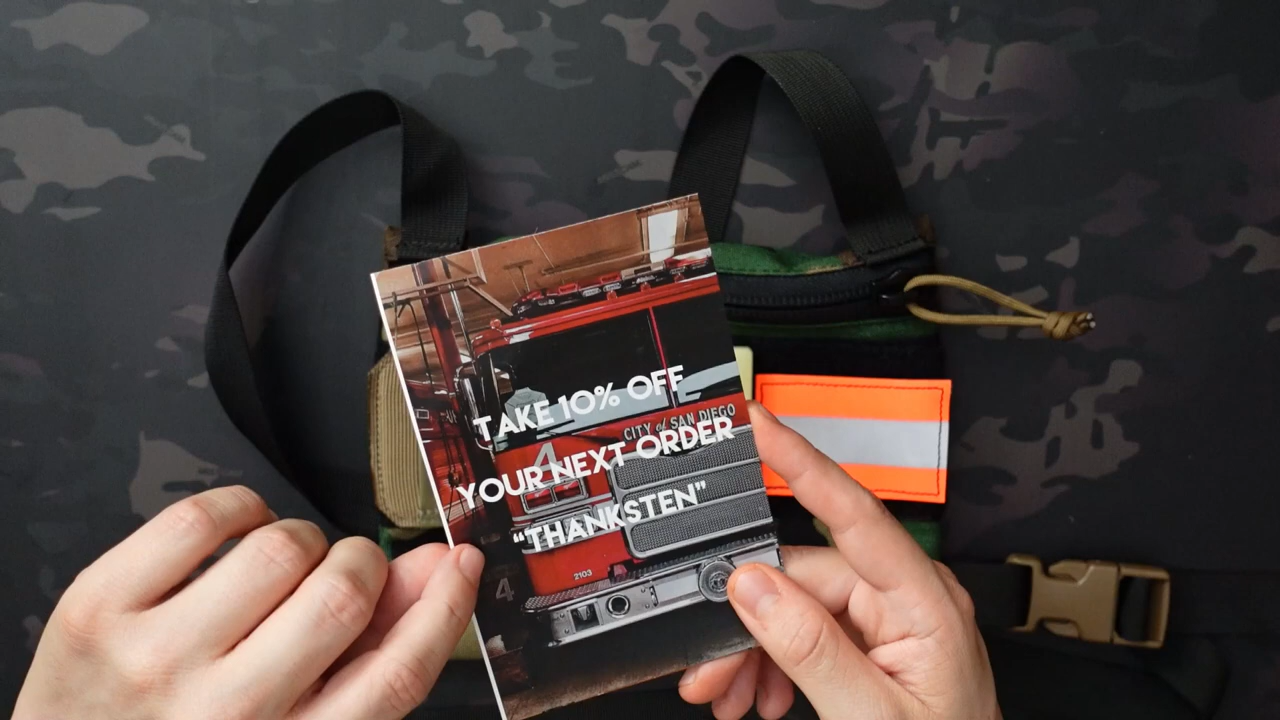 TAKE 10% OFF
CITY of SAN DIEGO
YOUR NEXT ORDER
4
"THANKSTEN"
2103
4